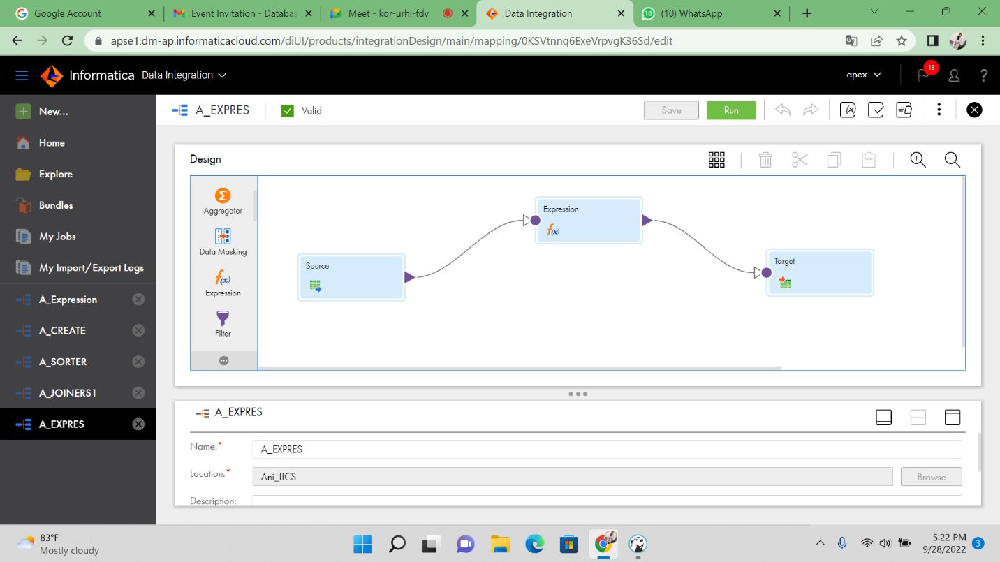 Google Account
Event Invitation - Databas
Meet - kor-urhi-fdv
Data Integration
10
(10) WhatsApp
apse1.dm-ap.informaticacloud.com/diUI/products/integrationDesign/main/mapping/0KSVtnnq6ExeVrpvgK36Sd/edit
Informatica Data Integration
apex
18
?
New...
Home
Explore
Bundles
My Jobs
My Import/Export Logs
A_Expression
A_CREATE
A_SORTER
A_JOINERS1
A_EXPRES
A_EXPRES
Valid
Save
Run
Design
Aggregator
Data Masking
f(x)
Expression
Filter
Source
Expression
f(x)
Target
A_EXPRES
Name:*
A_EXPRES
Location:*
Ani_IICS
Browse
Description:
83°F
Mostly cloudy
5:22 PM
9/28/2022
3